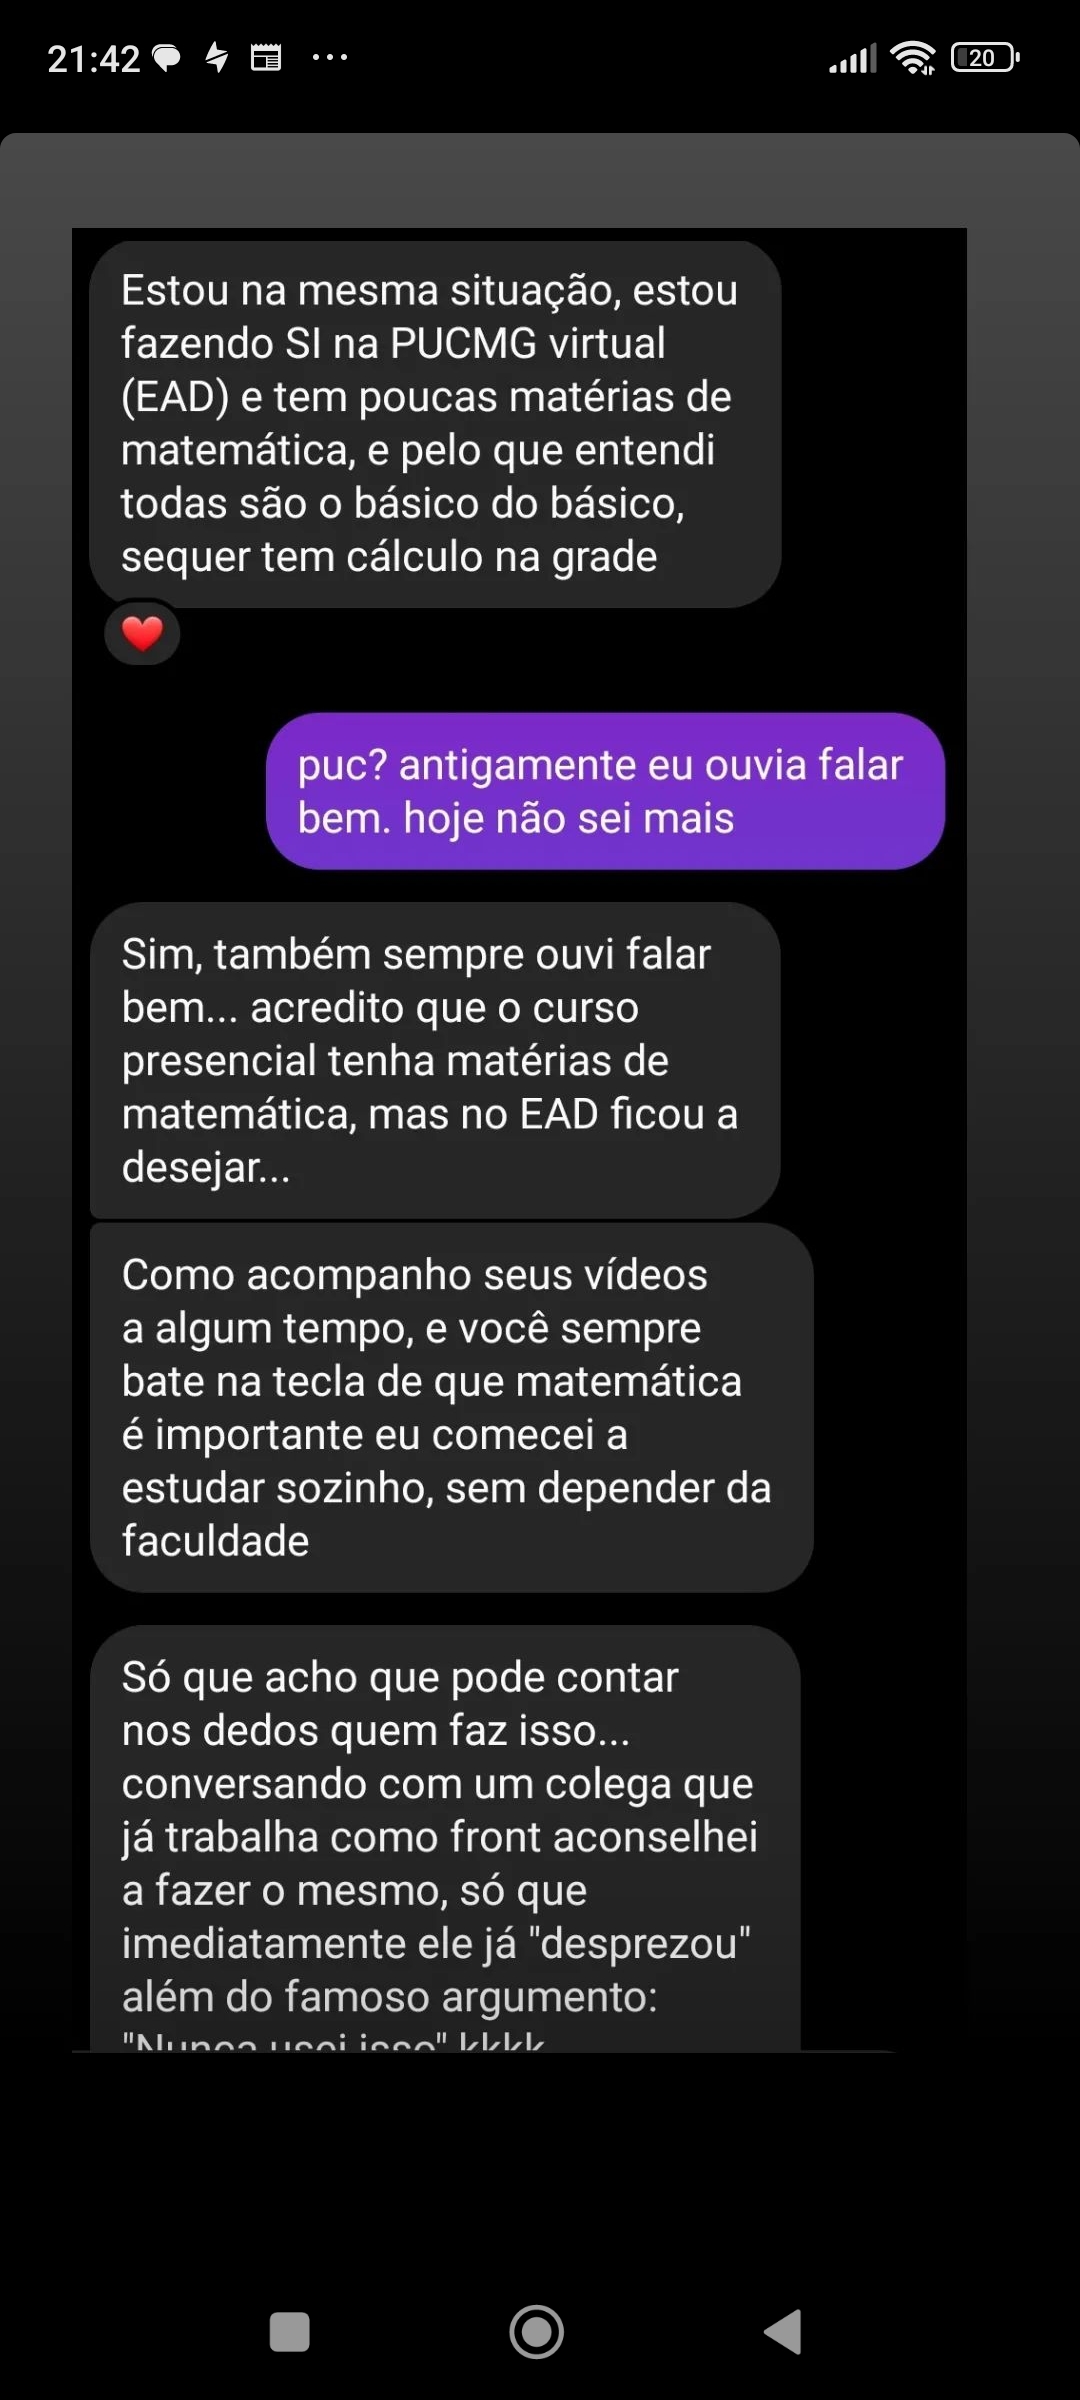 21:42
20
Estou na mesma situação, estou
fazendo SI na PUCMG virtual
(EAD) e tem poucas matérias de
matemática, e pelo que entendi
todas são o básico do básico,
sequer tem cálculo na grade
puc? antigamente eu ouvia falar
bem. hoje não sei mais
Sim, também sempre ouvi falar
bem... acredito que o curso
presencial tenha matérias de
matemática, mas no EAD ficou a
desejar...
Como acompanho seus vídeos
a algum tempo, e você sempre
bate na tecla de que matemática
é importante eu comecei a
estudar sozinho, sem depender da
faculdade
Só que acho que pode contar
nos dedos quem faz isso...
conversando com um colega que
já trabalha como front aconselhei
a fazer o mesmo, só que
imediatamente ele já "desprezou"
além do famoso argumento:
"Nunca usei isso" kkkk